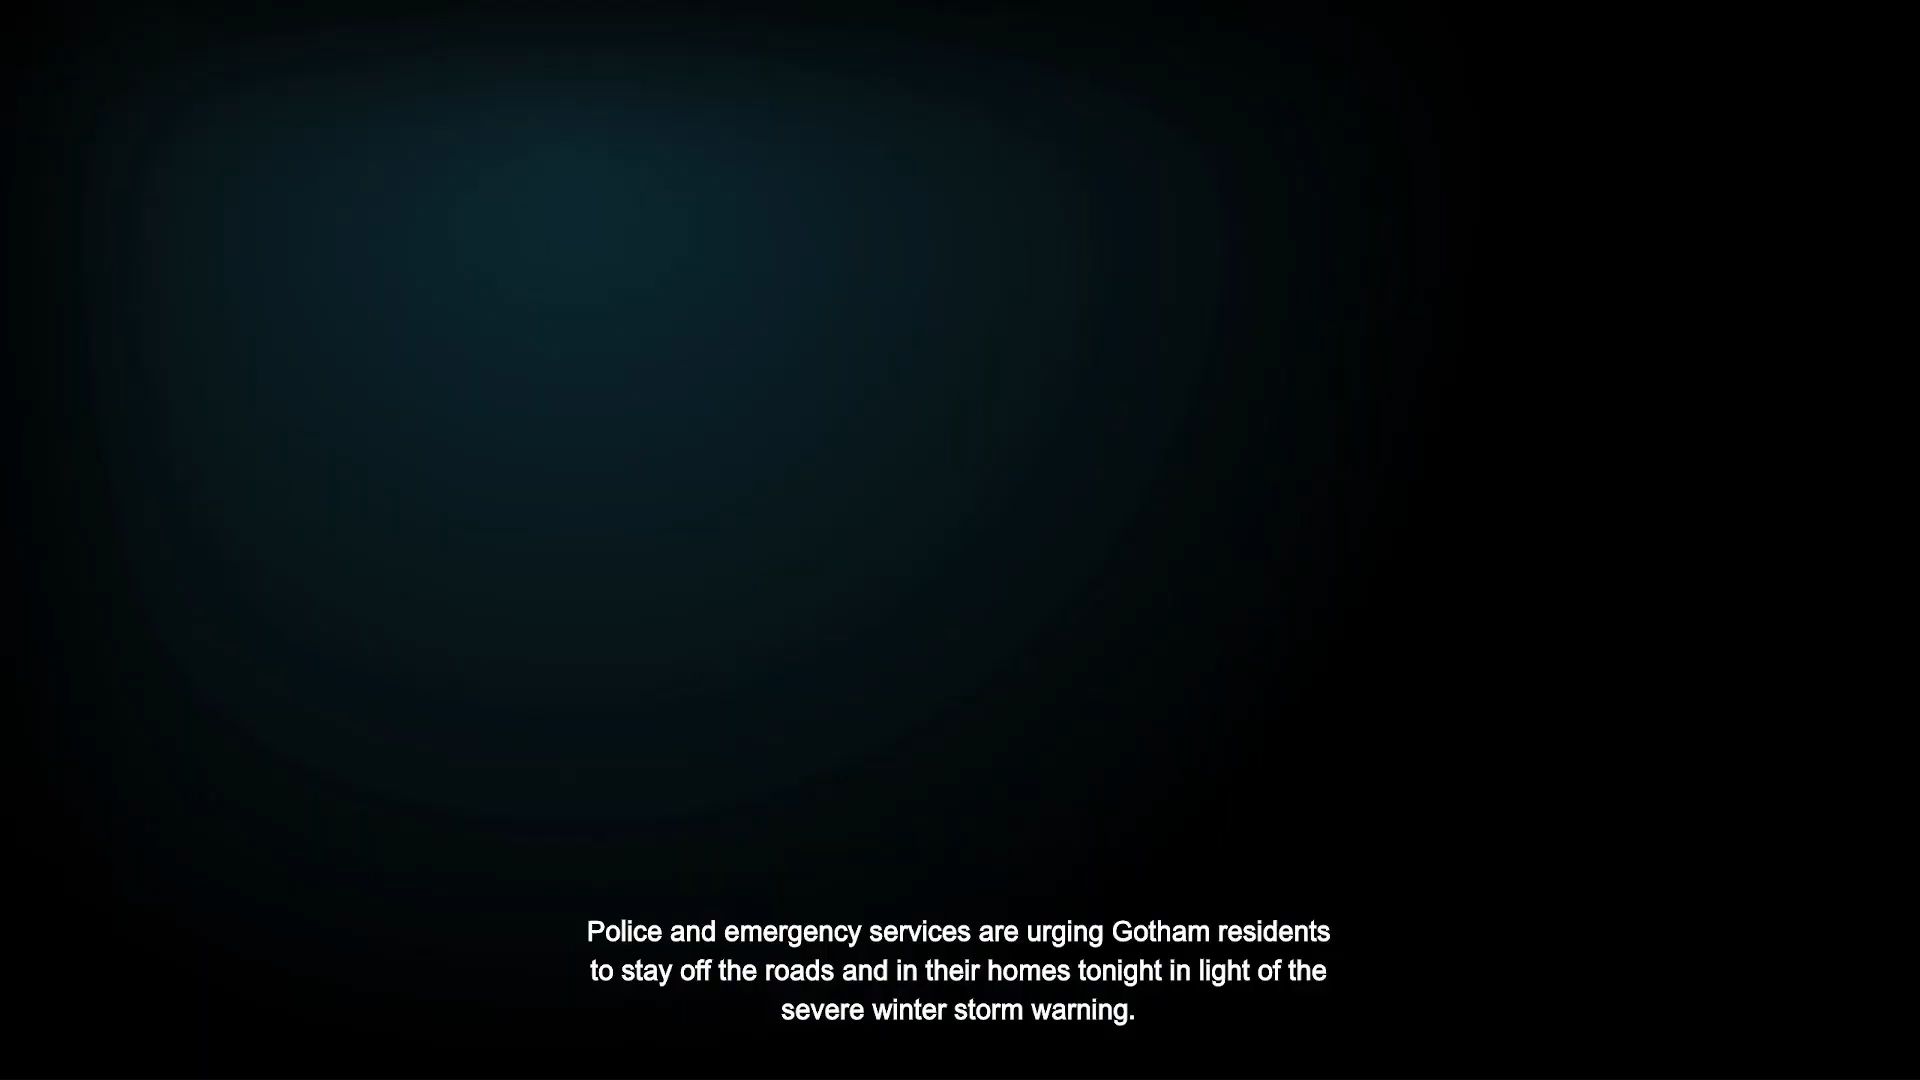 Police and emergency services are urging Gotham residents
to stay off the roads and in their homes tonight in light of the
severe winter storm warning.